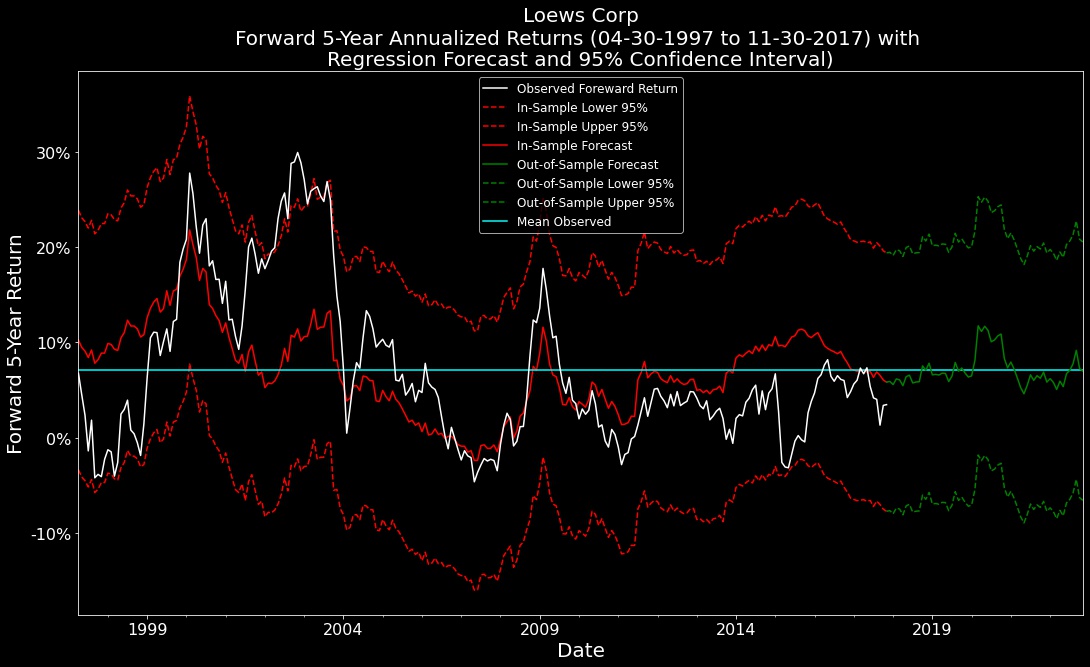 Loews Corp
Forward 5-Year Annualized Returns (04-30-1997 to 11-30-2017) with
Regression Forecast and 95% Confidence Interval)
Observed Foreward Return
In-Sample Lower 95%
In-Sample Upper 95%
In-Sample Forecast
Out-of-Sample Forecast
Out-of-Sample Lower 95%
Out-of-Sample Upper 95%
Mean Observed
Forward 5-Year Return
30%
20%
10%
0%
-10%
1999
2004
2009
2014
2019
Date